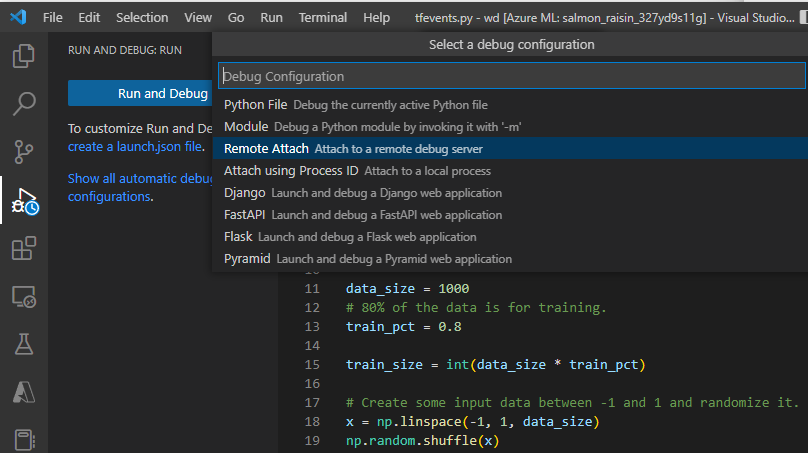 File Edit Selection View Go Run Terminal Help tfevents.py - wd [Azure ML: salmon_raisin_327yd9s11g] - Visual Studio...
RUN AND DEBUG: RUN
Run and Debug
To customize Run and De
create a launch.json file.
Show all automatic debug
configurations.
Select a debug configuration
Debug Configuration
Python File Debug the currently active Python file
Module Debug a Python module by invoking it with '-m'
Remote Attach Attach to a remote debug server
Attach using Process ID Attach to a local process
Django Launch and debug a Django web application
FastAPI Launch and debug a FastAPI web application
Flask Launch and debug a Flask web application
Pyramid Launch and debug a Pyramid web application
10
11 data_size = 1000
12 # 80% of the data is for training.
13 train_pct = 0.8
14
15 train_size = int(data_size * train_pct)
16
17 # Create some input data between -1 and 1 and randomize it.
18 x = np.linspace(-1, 1, data_size)
19 np.random.shuffle(x)